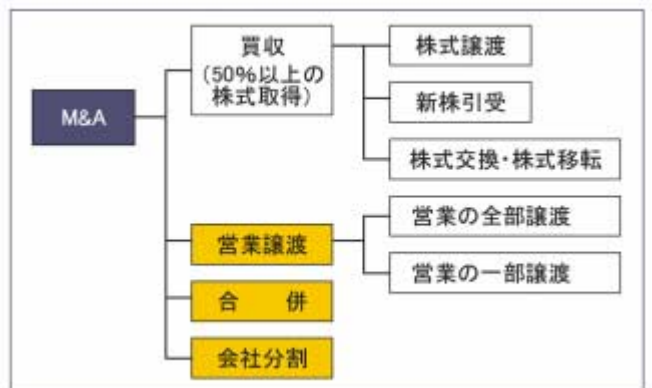 M&A
買収
(50%以上の
株式取得)
株式譲渡
新株引受
株式交換・株式移転
営業譲渡
営業の全部譲渡
営業の一部譲渡
合　併
会社分割